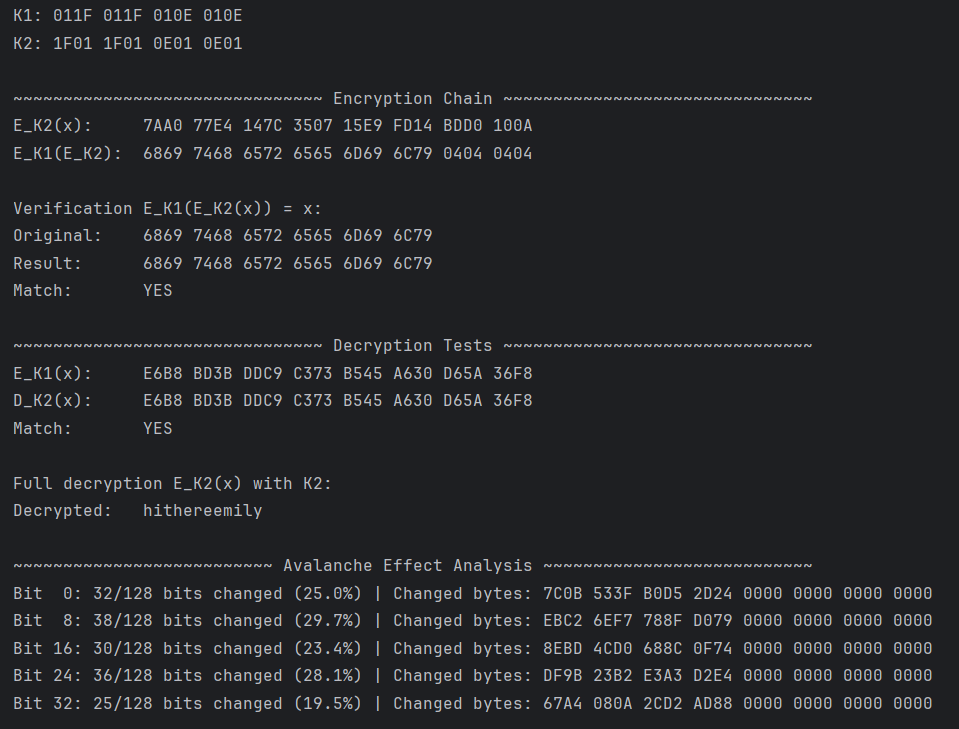 K1: 011F 011F 010E 010E
K2: 1F01 1F01 0E01 0E01
~~~~~~~~~~~~~~~~~~~~~~~~~~~~~~~ Encryption Chain ~~~~~~~~~~~~~~~~~~~~~~~~~~~~~~~
E_K2(x):     7AA0 77E4 147C 3507 15E9 FD14 BDD0 100A
E_K1(E_K2):  6869 7468 6572 6565 6D69 6C79 0404 0404
Verification E_K1(E_K2(x)) = x:
Original:    6869 7468 6572 6565 6D69 6C79
Result:      6869 7468 6572 6565 6D69 6C79
Match:       YES
~~~~~~~~~~~~~~~~~~~~~~~~~~~~~~~ Decryption Tests ~~~~~~~~~~~~~~~~~~~~~~~~~~~~~~~
E_K1(x):     E6B8 BD3B DDC9 C373 B545 A630 D65A 36F8
D_K2(x):     E6B8 BD3B DDC9 C373 B545 A630 D65A 36F8
Match:       YES
Full decryption E_K2(x) with K2:
Decrypted:   hithereemily
~~~~~~~~~~~~~~~~~~~~~~~~~~ Avalanche Effect Analysis ~~~~~~~~~~~~~~~~~~~~~~~~~~~
Bit  0: 32/128 bits changed (25.0%) | Changed bytes: 7C0B 533F B0D5 2D24 0000 0000 0000 0000
Bit  8: 38/128 bits changed (29.7%) | Changed bytes: EBC2 6EF7 788F D079 0000 0000 0000 0000
Bit 16: 30/128 bits changed (23.4%) | Changed bytes: 8EBD 4CD0 688C 0F74 0000 0000 0000 0000
Bit 24: 36/128 bits changed (28.1%) | Changed bytes: DF9B 23B2 E3A3 D2E4 0000 0000 0000 0000
Bit 32: 25/128 bits changed (19.5%) | Changed bytes: 67A4 080A 2CD2 AD88 0000 0000 0000 0000